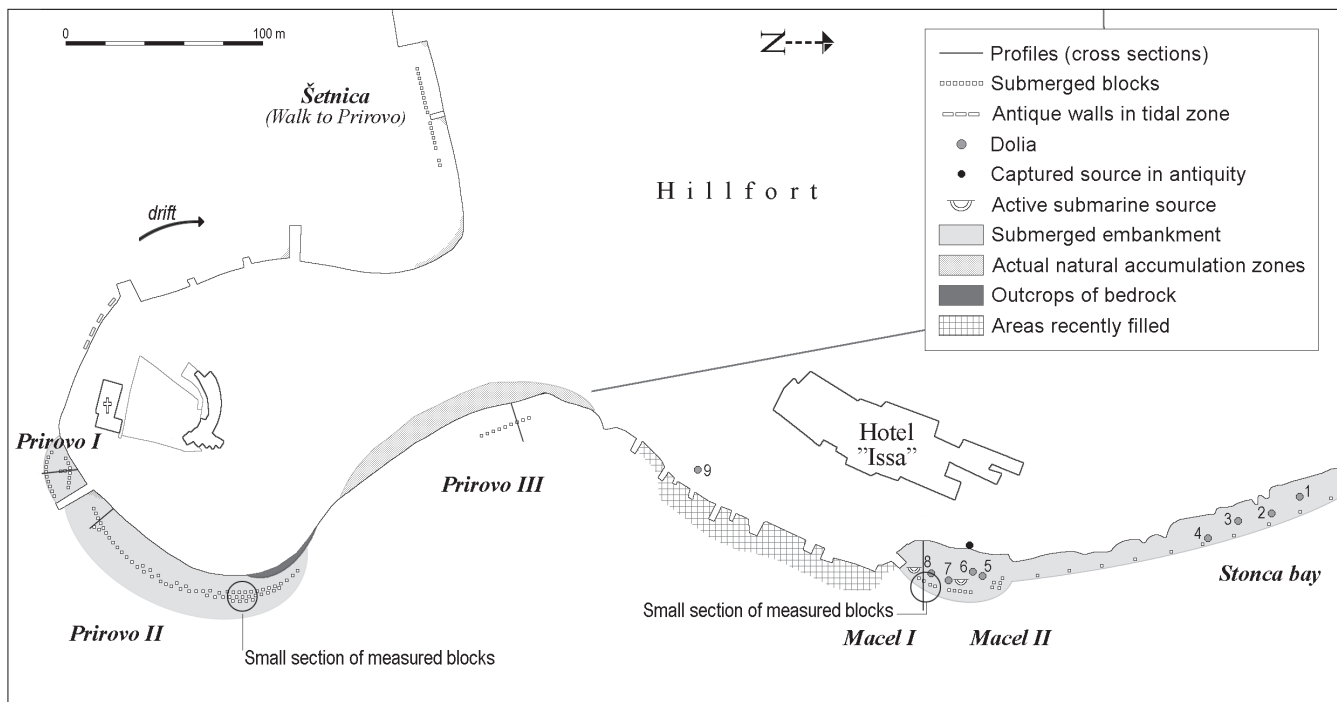 0 100 m
N
Šetnica
(Walk to Prirovo)
drift
Hillfort
Profiles (cross sections)
Submerged blocks
Antique walls in tidal zone
Dolia
Captured source in antiquity
Active submarine source
Submerged embankment
Actual natural accumulation zones
Outcrops of bedrock
Areas recently filled
Prirovo I
Prirovo III
9
Hotel
"Issa"
1
2
3
4
Stonca bay
8
7
6
5
Small section of measured blocks
Macel I
Macel II
Prirovo II
Small section of measured blocks